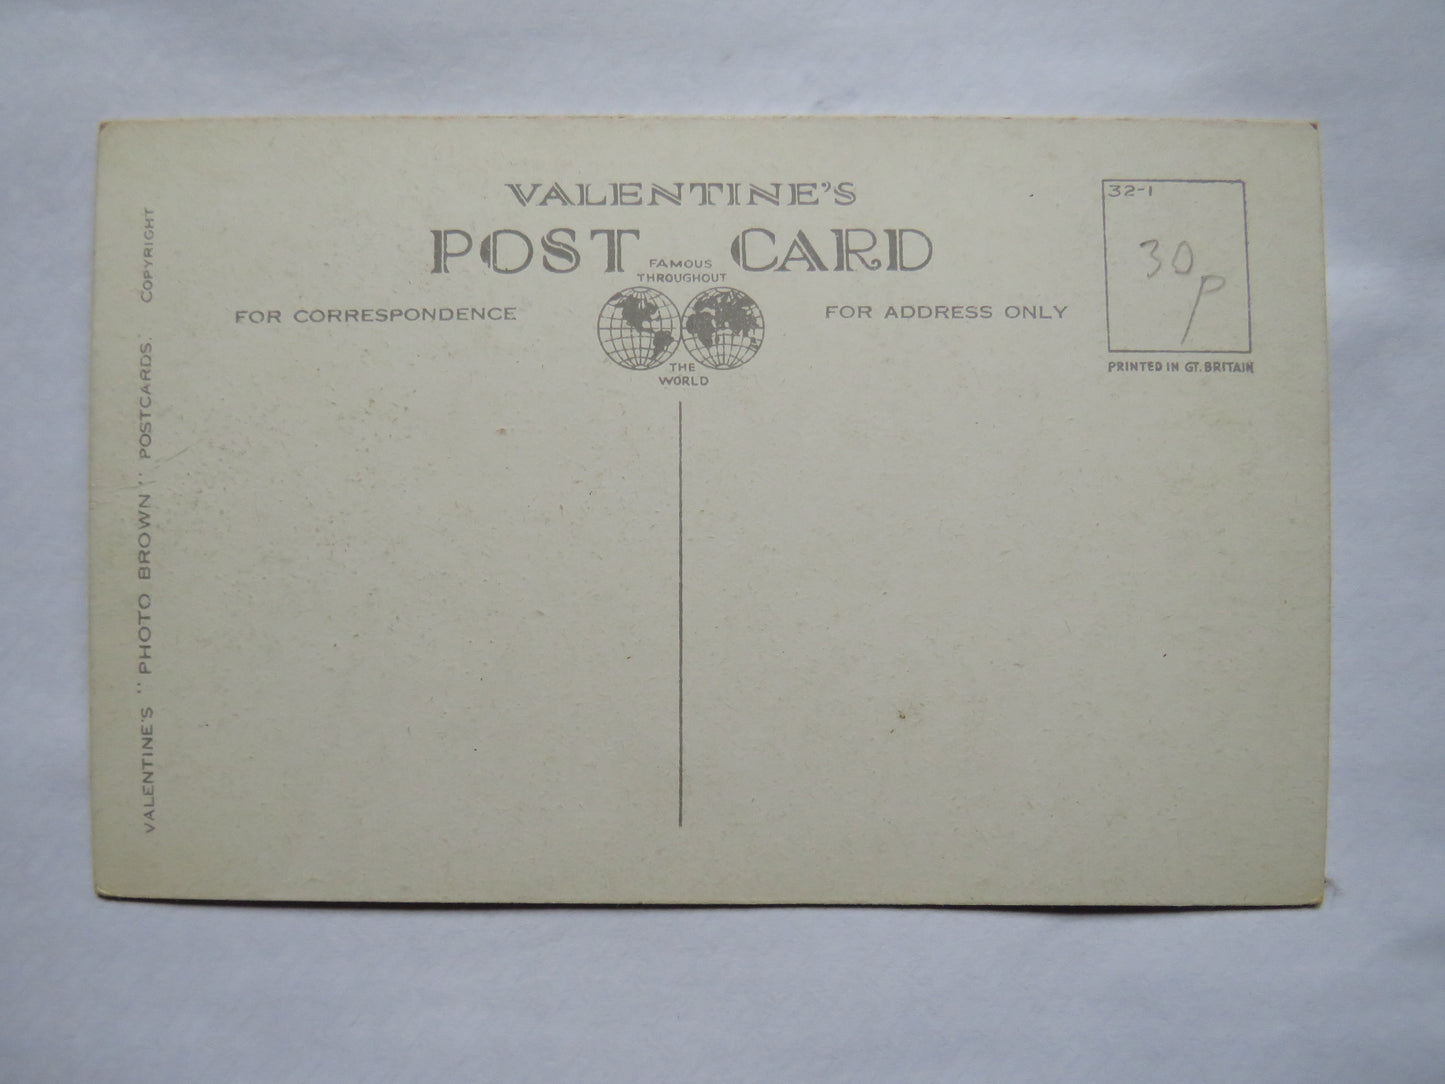 VALENTINE'S
POST CARD
FAMOUS
THROUGHOUT
THE
WORLD
FOR CORRESPONDENCE
FOR ADDRESS ONLY
32-1
30p
PRINTED IN GT. BRITAIN
VALENTINE'S "PHOTO BROWN" POSTCARDS. COPYRIGHT